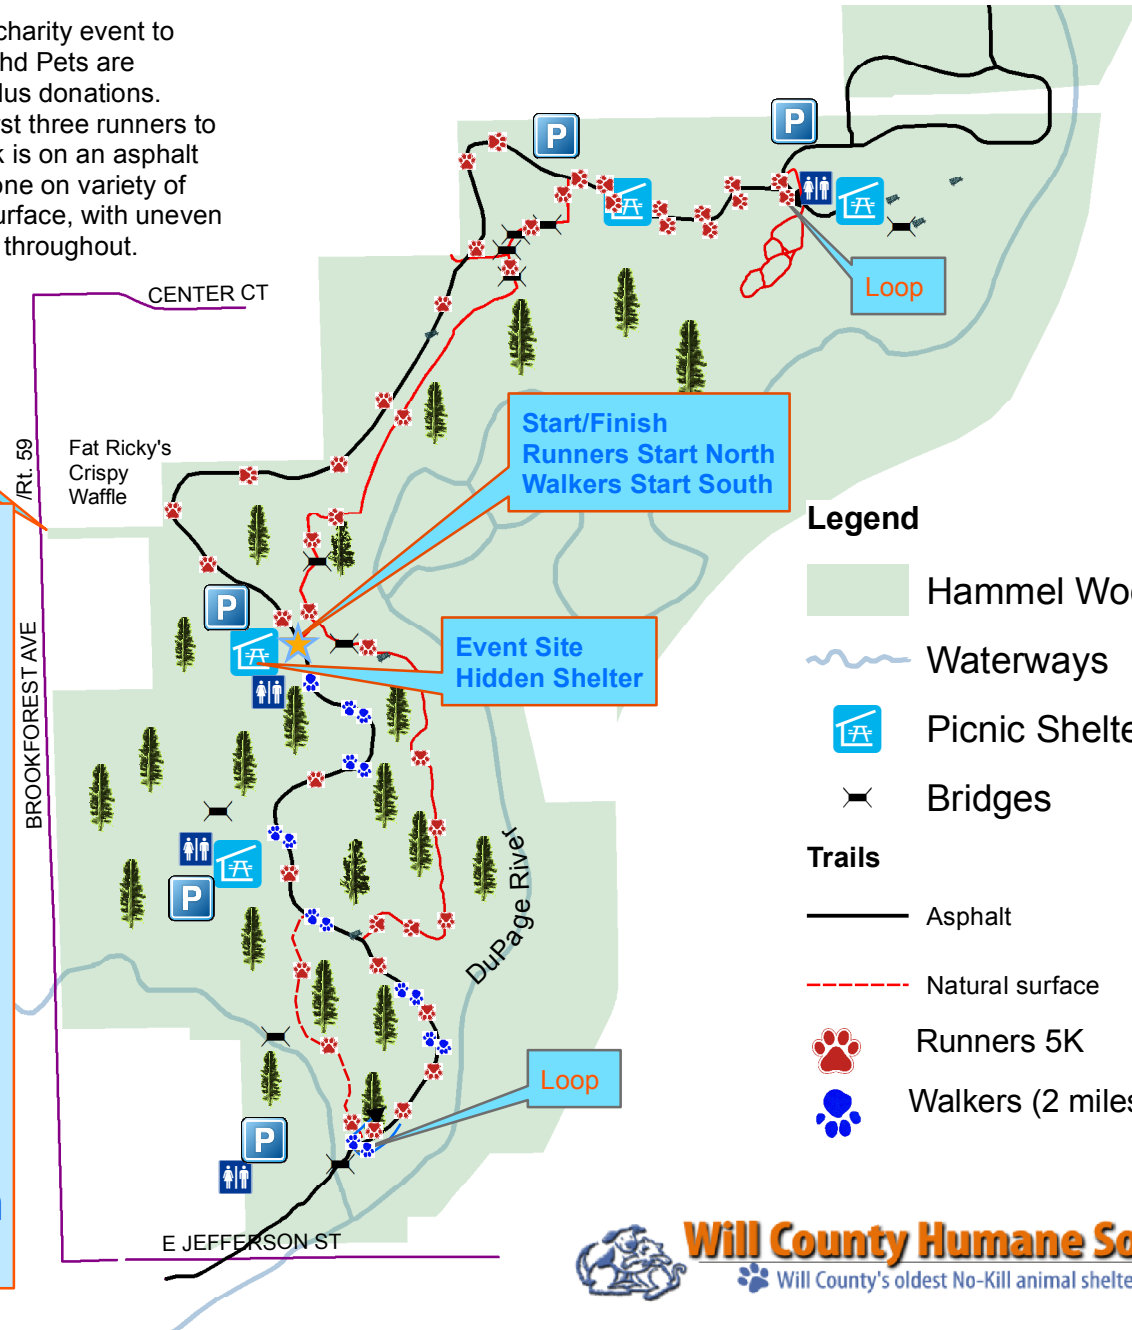 charity event to
hd Pets are
lus donations.
rst three runners to
k is on an asphalt
one on variety of
urface, with uneven
throughout.
P
P
CENTER CT
Loop
/Rt. 59
Fat Ricky's
Crispy
Waffle
Start/Finish
Runners Start North
Walkers Start South
Legend
Hammel Woo
Waterways
Picnic Shelte
Bridges
Trails
Asphalt
Natural surface
Runners 5K
Walkers (2 miles
P
Event Site
Hidden Shelter
BROOKFOREST AVE
P
DuPage River
Loop
P
E JEFFERSON ST
Will County Humane So
Will County's oldest No-Kill animal shelte